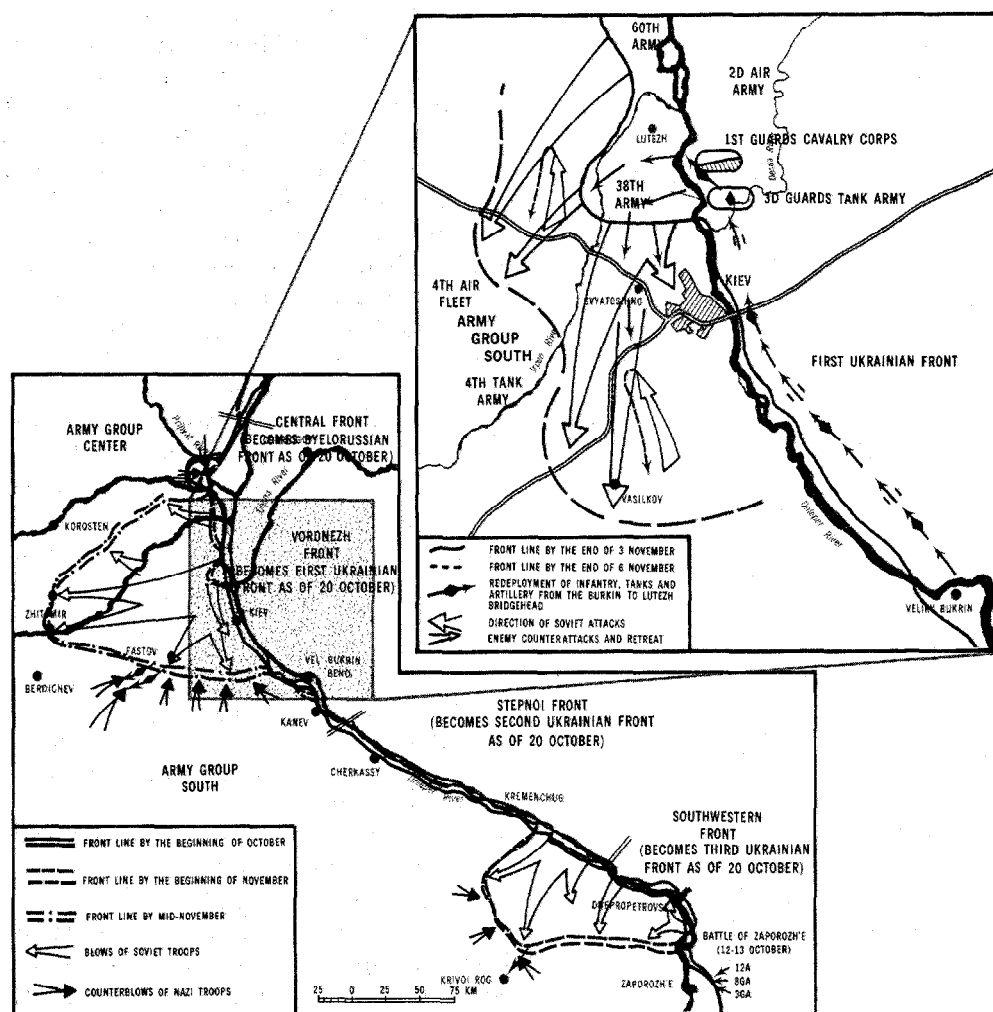 60TH
ARMY
2D AIR
ARMY
LUTEZH
1ST GUARDS CAVALRY CORPS
38TH
ARMY
3D GUARDS TANK ARMY
KIEV
4TH AIR
FLEET
ARMY
GROUP
SOUTH
Irpen River
4TH TANK
ARMY
FIRST UKRAINIAN FRONT
VASILKOV
Dnieper River
VELIKIY BUKRIN
FRONT LINE BY THE END OF 3 NOVEMBER
FRONT LINE BY THE END OF 6 NOVEMBER
REDEPLOYMENT OF INFANTRY, TANKS AND
ARTILLERY FROM THE BURKIN TO LUTEZH
BRIDGEHEAD
DIRECTION OF SOVIET ATTACKS
ENEMY COUNTERATTACKS AND RETREAT
ARMY GROUP
CENTER
CENTRAL FRONT
(BECOMES BYELORUSSIAN
FRONT AS OF 20 OCTOBER)
KOROSTEN
VORONEZH
FRONT
(BECOMES FIRST UKRAINIAN
FRONT AS OF 20 OCTOBER)
ZHITOMIR
KIEV
FASTOV
BERDICHEV
VEL BUKRIN
BEND
KANEV
STEPNOI FRONT
(BECOMES SECOND UKRAINIAN FRONT
AS OF 20 OCTOBER)
ARMY GROUP
SOUTH
CHERKASSY
River
KREMENCHUG
SOUTHWESTERN
FRONT
(BECOMES THIRD UKRAINIAN
FRONT AS OF 20 OCTOBER)
DNEPROPETROVS
BATTLE OF ZAPOROZH'E
(12-13 OCTOBER)
KRIVOI ROG
ZAPOROZH'E
12A
8GA
3GA
FRONT LINE BY THE BEGINNING OF OCTOBER
FRONT LINE BY THE BEGINNING OF NOVEMBER
FRONT LINE BY MID-NOVEMBER
BLOWS OF SOVIET TROOPS
COUNTERBLOWS OF NAZI TROOPS
25 0 25 50 75 KM